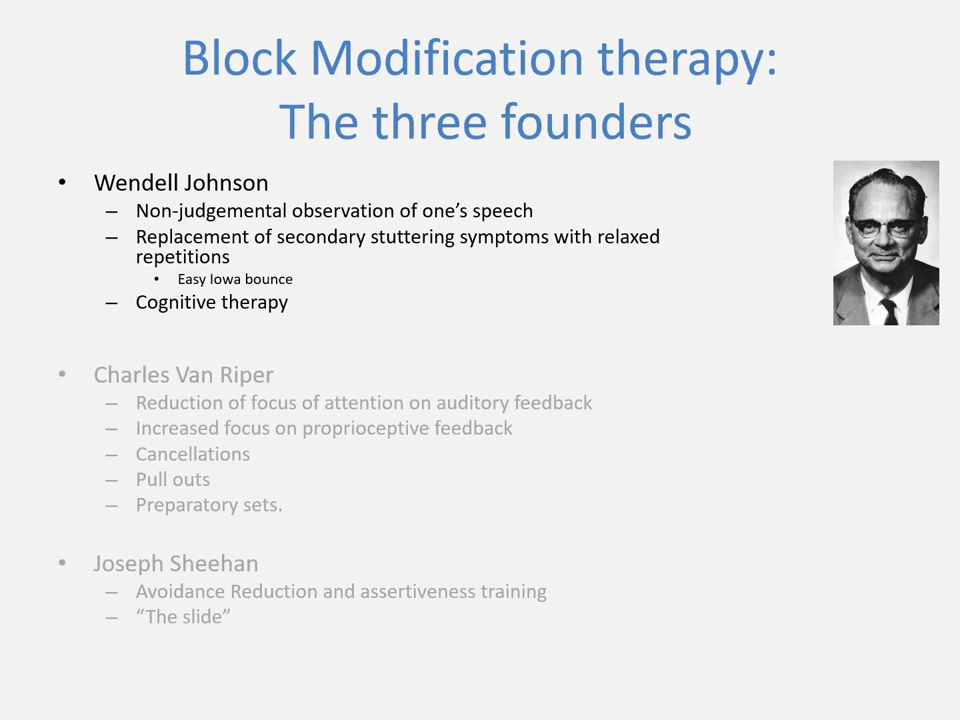 Block Modification therapy:
The three founders
• Wendell Johnson
– Non-judgemental observation of one’s speech
– Replacement of secondary stuttering symptoms with relaxed
repetitions
• Easy Iowa bounce
– Cognitive therapy
• Charles Van Riper
– Reduction of focus of attention on auditory feedback
– Increased focus on proprioceptive feedback
– Cancellations
– Pull outs
– Preparatory sets.
• Joseph Sheehan
– Avoidance Reduction and assertiveness training
– “The slide”